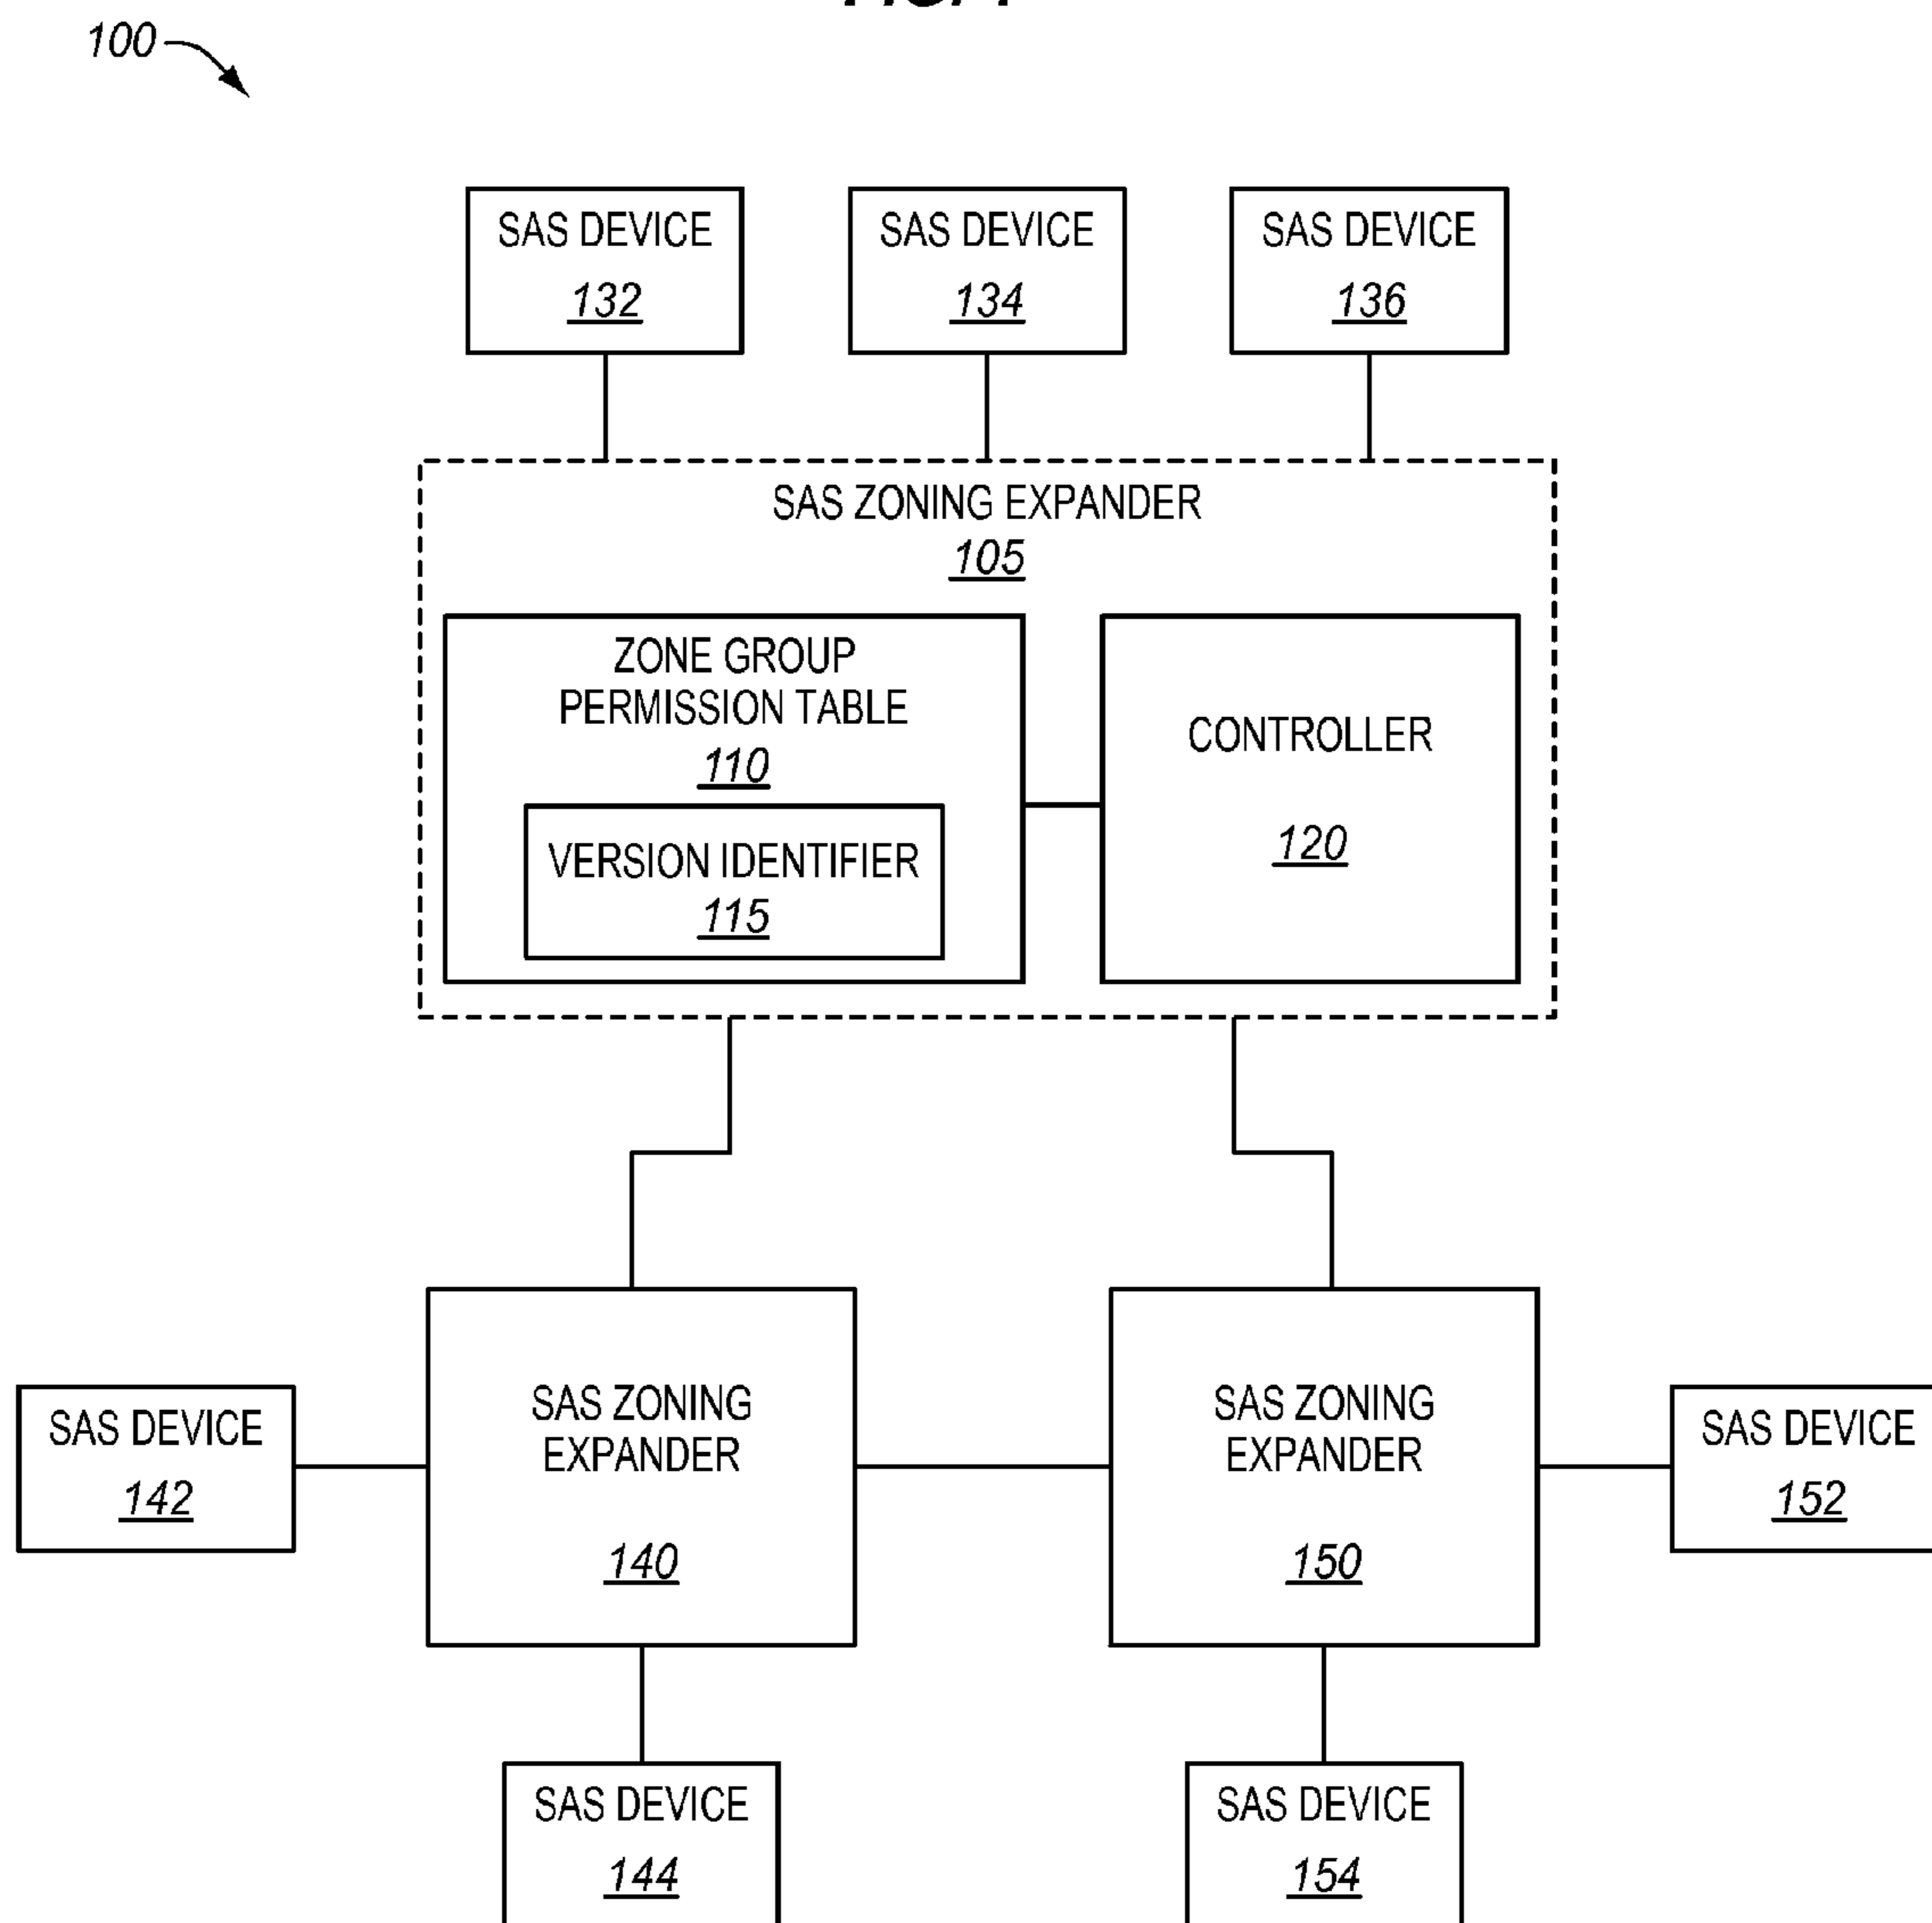 100
SAS DEVICE
132
SAS DEVICE
134
SAS DEVICE
136
SAS ZONING EXPANDER
105
ZONE GROUP
PERMISSION TABLE
110
VERSION IDENTIFIER
115
CONTROLLER
120
SAS DEVICE
142
SAS ZONING
EXPANDER
140
SAS ZONING
EXPANDER
150
SAS DEVICE
152
SAS DEVICE
144
SAS DEVICE
154